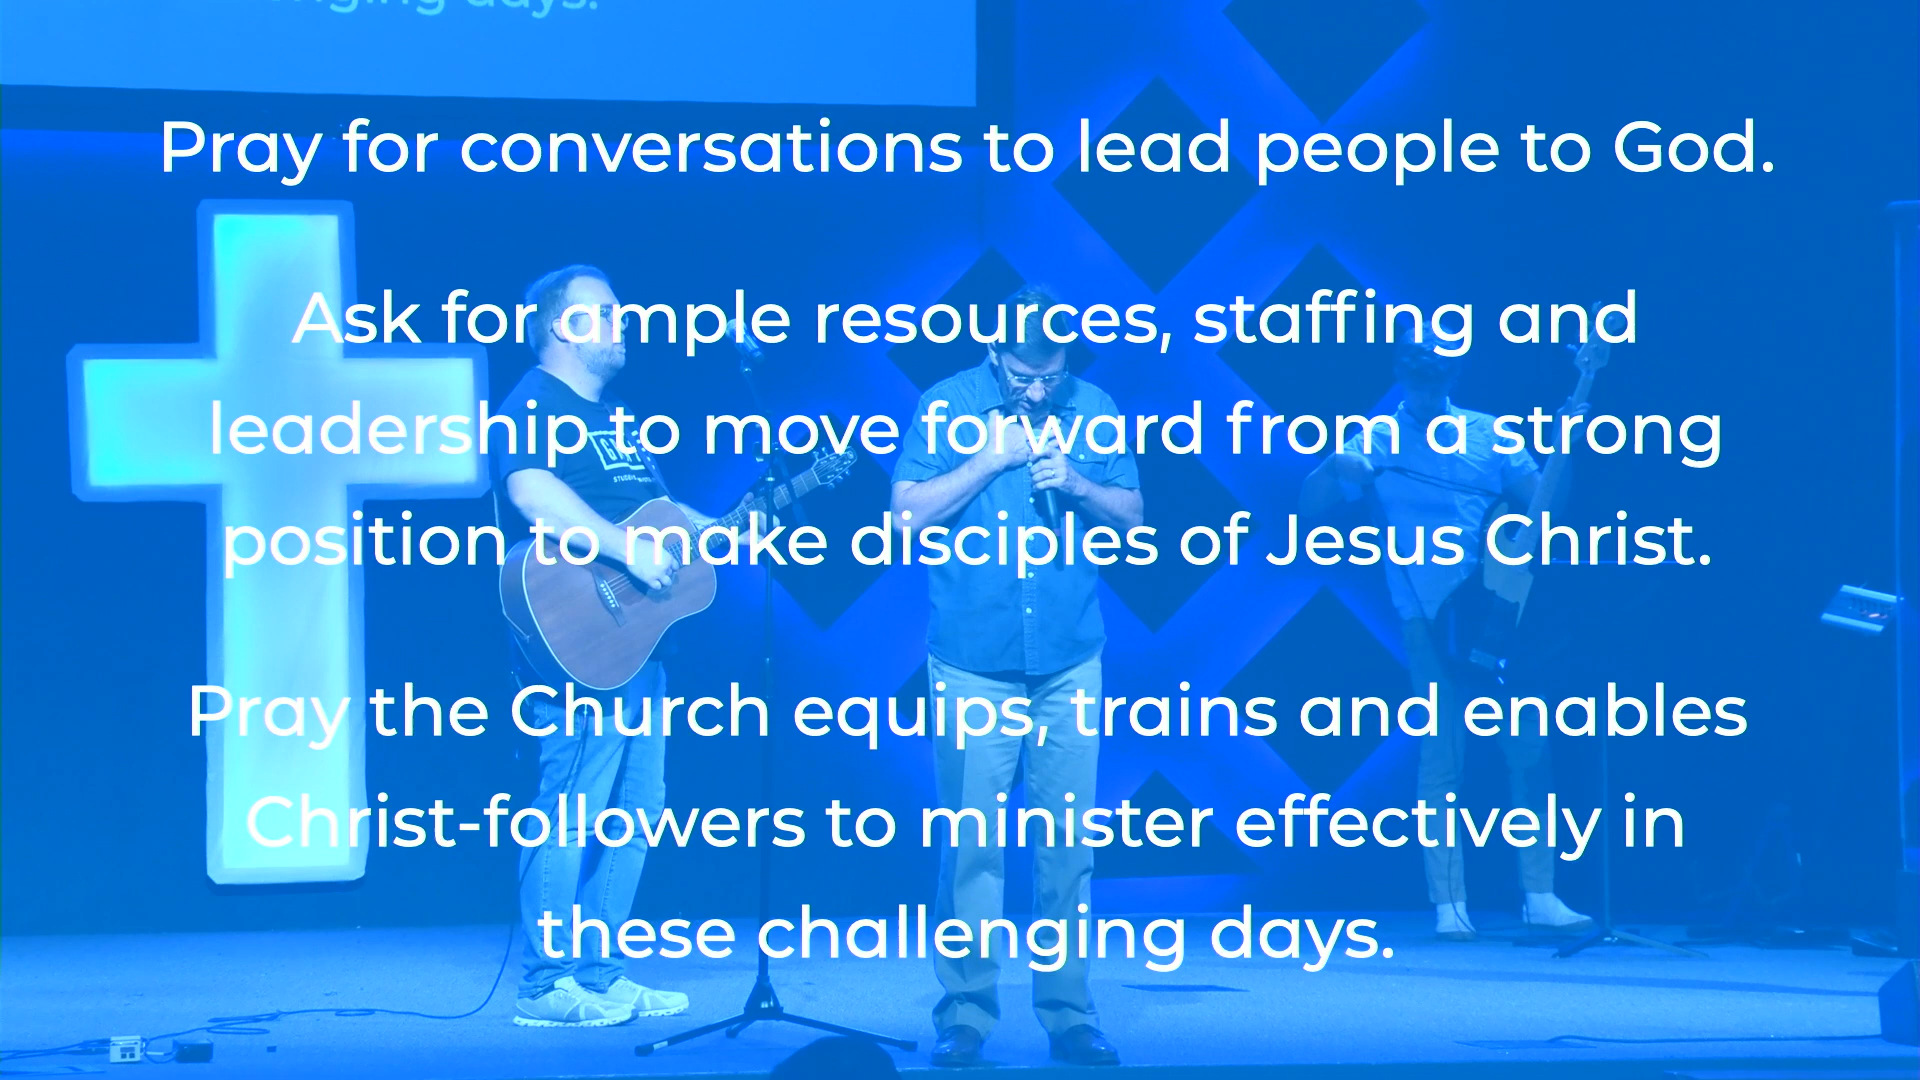 nging days.
Pray for conversations to lead people to God.
Ask for ample resources, staffing and
leadership to move forward from a strong
position to make disciples of Jesus Christ.
Pray the Church equips, trains and enables
Christ-followers to minister effectively in
these challenging days.